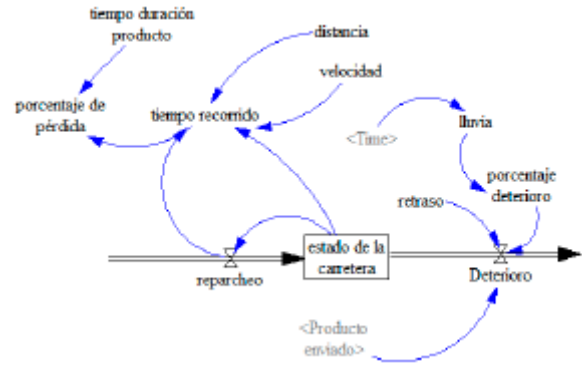 tiempo duración
producto
distancia
velocidad
porcentaje de
pérdida
tiempo recorrido
<Time>
lluvia
porcentaje
deterioro
retraso
estado de la
carretera
reparcheo
Deterioro
<Producto
enviado>